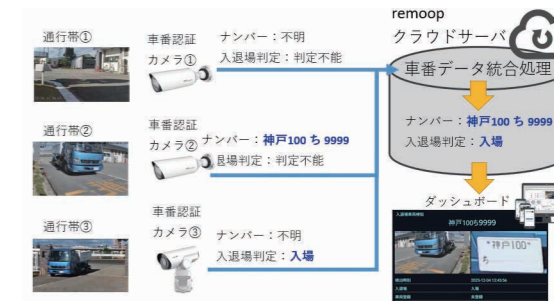 remoop
クラウドサーバ
車番データ統合処理
ナンバー：神戸100 ち 9999
入退場判定：入場
ダッシュボード
通行帯①
車番認証
カメラ①
ナンバー：不明
入退場判定：判定不能
通行帯②
車番認証
カメラ②
ナンバー：神戸100 ち 9999
退場判定：判定不能
通行帯③
車番認証
カメラ③
ナンバー：不明
入退場判定：入場
神戸100ち9999
"神戸100"
ち